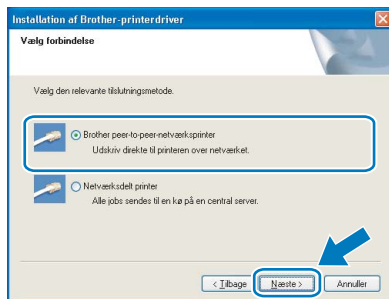 Installation af Brother-printerdriver
Vælg forbindelse
Vælg den relevante tilslutningsmetode.
Brother peer-to-peer-netværksprinter
Udskriv direkte til printeren over netværket.
Netværksdelt printer
Alle jobs sendes til en kø på en central server.
< Tilbage Næste > Annuller